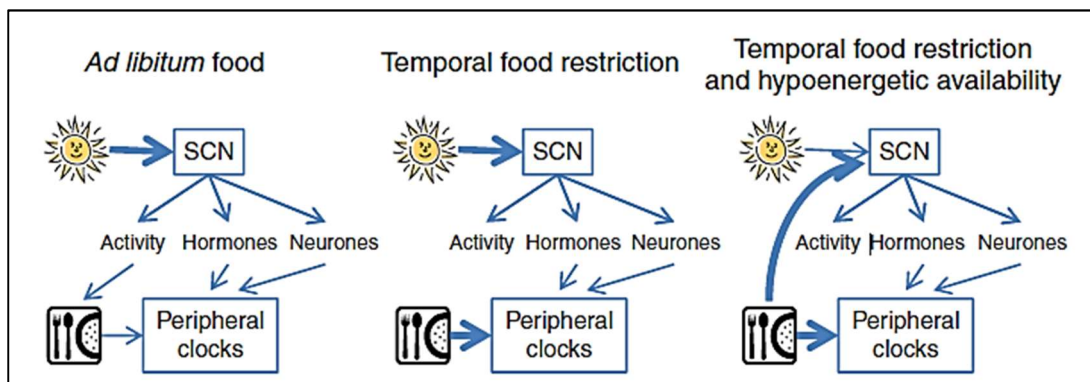 Ad libitum food
SCN
Activity Hormones Neurones
Peripheral
clocks
Temporal food restriction
SCN
Activity Hormones Neurones
Peripheral
clocks
Temporal food restriction
and hypoenergetic availability
SCN
Activity Hormones Neurones
Peripheral
clocks